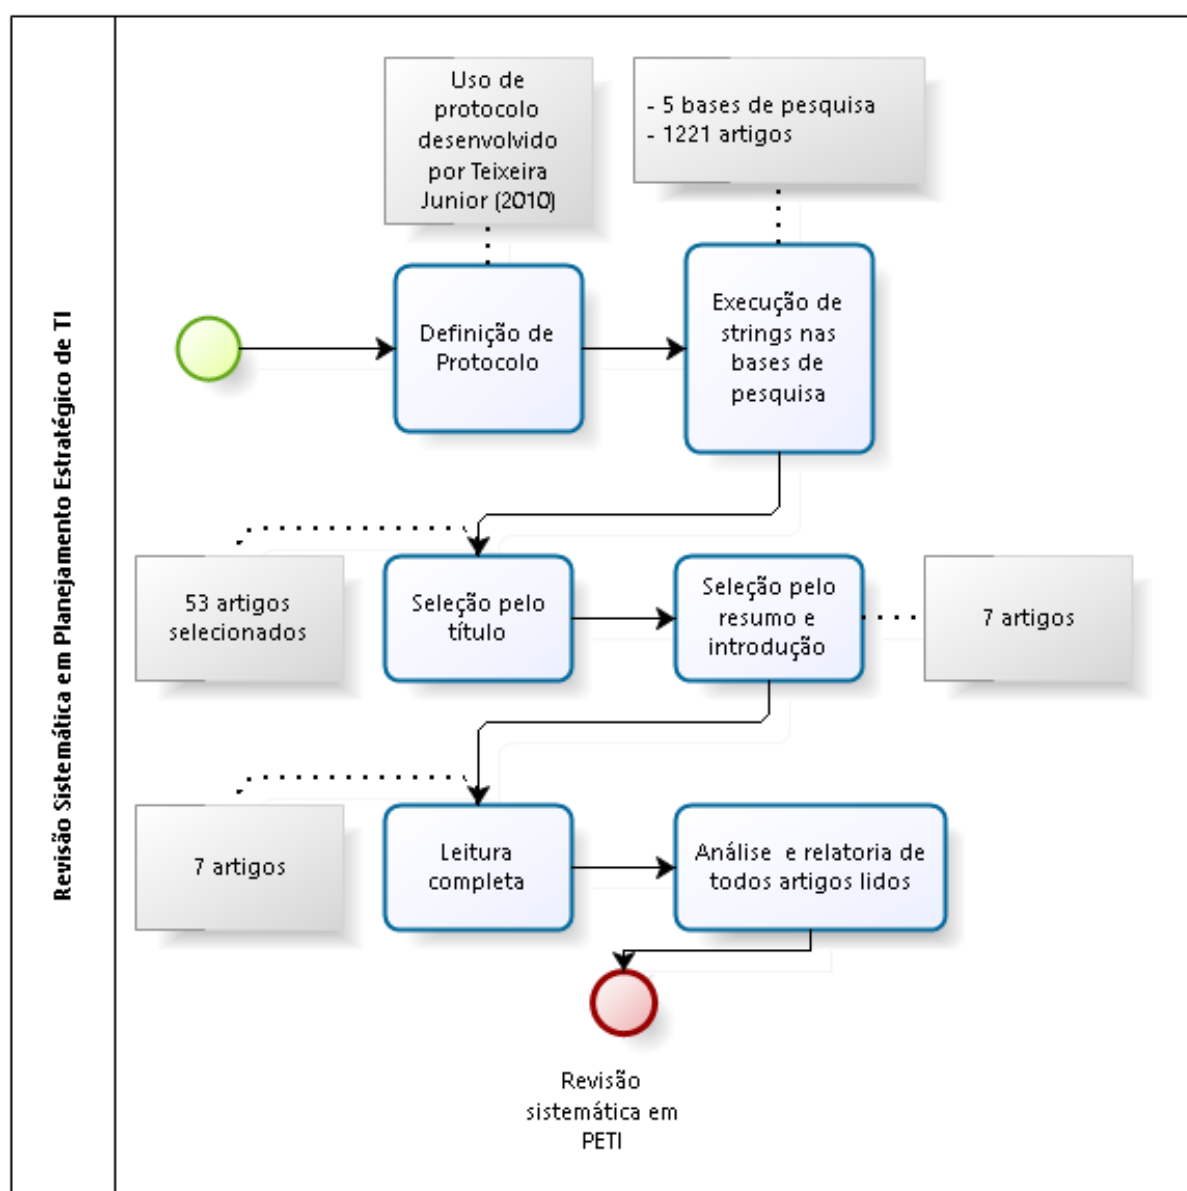 Revisão Sistemática em Planejamento Estratégico de TI
Uso de
protocolo
desenvolvido
por Teixeira
Junior (2010)
- 5 bases de pesquisa
- 1221 artigos
Definição de
Protocolo
Execução de
strings nas
bases de
pesquisa
53 artigos
selecionados
Seleção pelo
título
Seleção pelo
resumo e
introdução
7 artigos
7 artigos
Leitura
completa
Análise e relatoria de
todos artigos lidos
Revisão
sistemática em
PETI